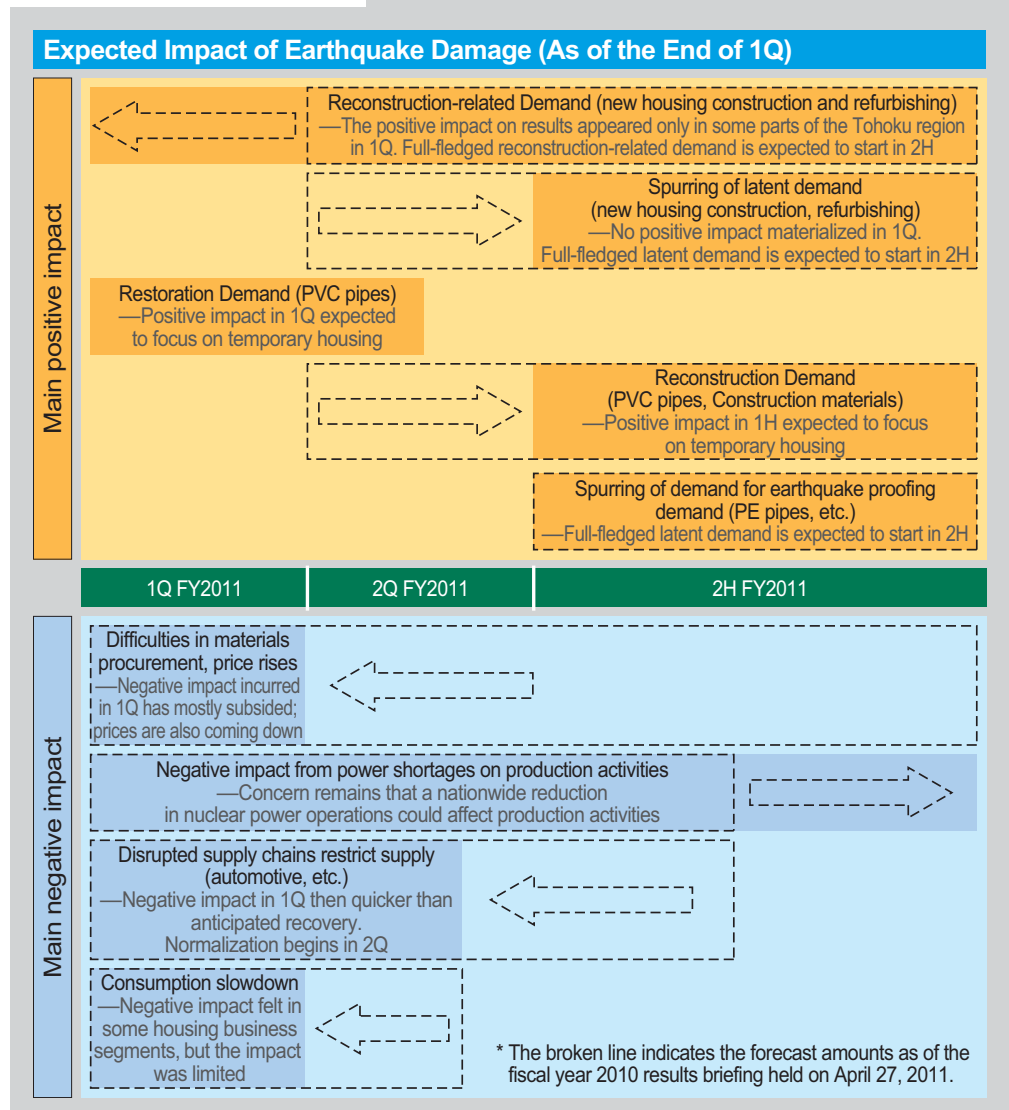 Expected Impact of Earthquake Damage (As of the End of 1Q)
Main positive impact
Reconstruction-related Demand (new housing construction and refurbishing)
—The positive impact on results appeared only in some parts of the Tohoku region
in 1Q. Full-fledged reconstruction-related demand is expected to start in 2H
Spurring of latent demand
(new housing construction, refurbishing)
—No positive impact materialized in 1Q.
Full-fledged latent demand is expected to start in 2H
Restoration Demand (PVC pipes)
—Positive impact in 1Q expected
to focus on temporary housing
Reconstruction Demand
(PVC pipes, Construction materials)
—Positive impact in 1H expected to focus
on temporary housing
Spurring of demand for earthquake proofing
demand (PE pipes, etc.)
—Full-fledged latent demand is expected to start in 2H
1Q FY2011
2Q FY2011
2H FY2011
Main negative impact
Difficulties in materials
procurement, price rises
—Negative impact incurred
in 1Q has mostly subsided;
prices are also coming down
Negative impact from power shortages on production activities
—Concern remains that a nationwide reduction
in nuclear power operations could affect production activities
Disrupted supply chains restrict supply
(automotive, etc.)
—Negative impact in 1Q then quicker than
anticipated recovery.
Normalization begins in 2Q
Consumption slowdown
—Negative impact felt in
some housing business
segments, but the impact
was limited
* The broken line indicates the forecast amounts as of the
fiscal year 2010 results briefing held on April 27, 2011.